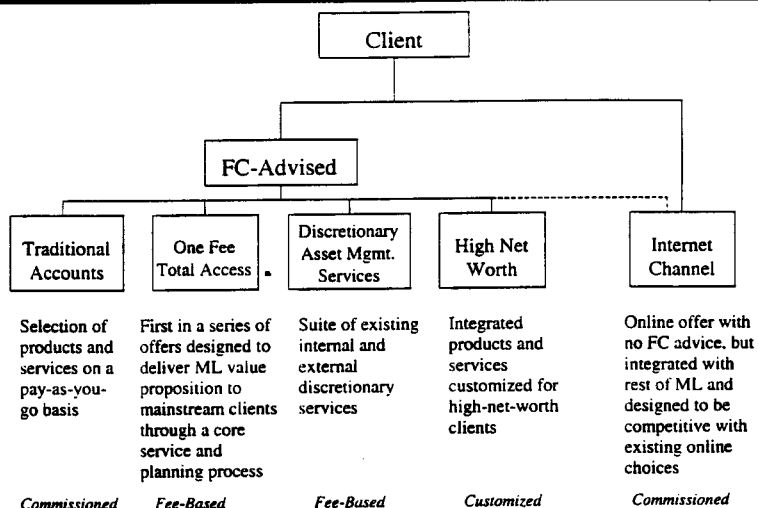 Client
FC-Advised
Traditional
Accounts
One Fee
Total Access
Discretionary
Asset Mgmt.
Services
High Net
Worth
Internet
Channel
Selection of
products and
services on a
pay-as-you-
go basis
First in a series of
offers designed to
deliver ML value
proposition to
mainstream clients
through a core
service and
planning process
Suite of existing
internal and
external
discretionary
services
Integrated
products and
services
customized for
high-net-worth
clients
Online offer with
no FC advice, but
integrated with
rest of ML and
designed to be
competitive with
existing online
choices
Commissioned
Fee-Based
Fee-Based
Customized
Commissioned